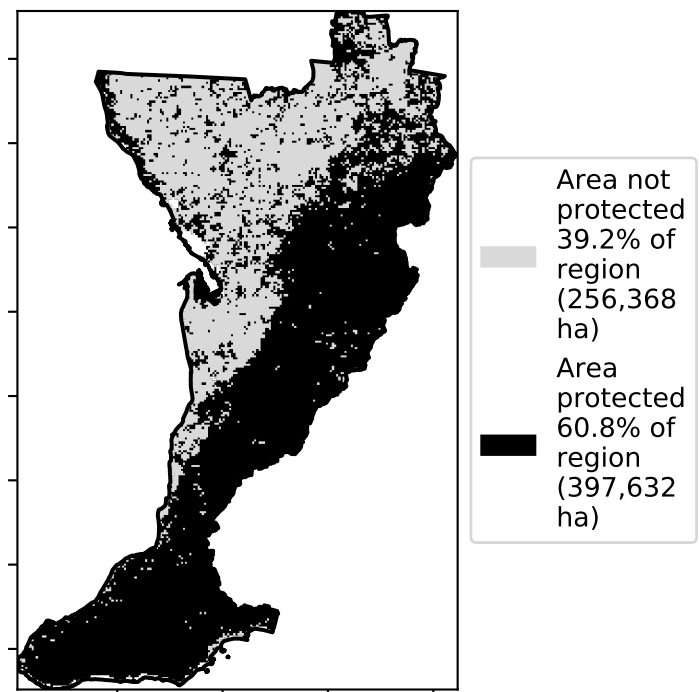 Area not
protected
39.2% of
region
(256,368
ha)
Area
protected
60.8% of
region
(397,632
ha)